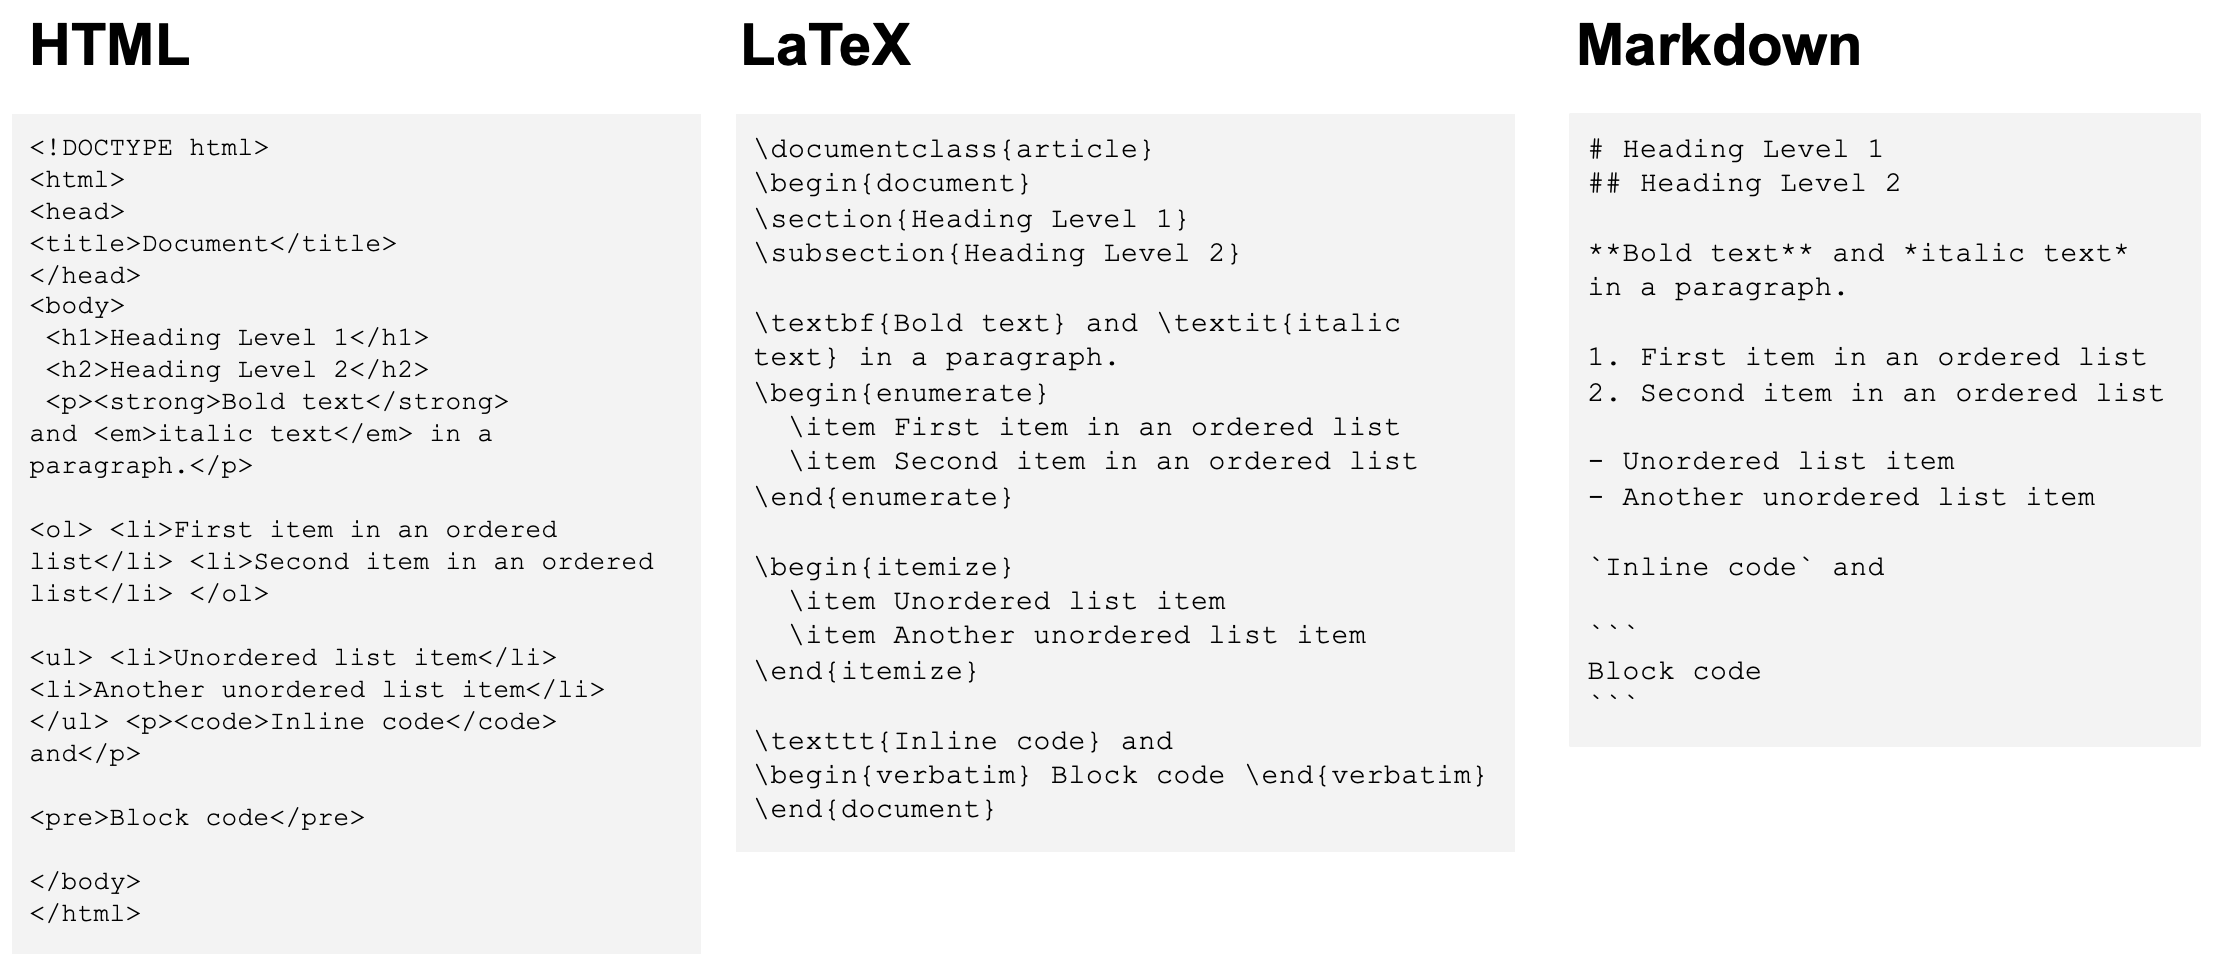 HTML
<!DOCTYPE html>
<html>
<head>
<title>Document</title>
</head>
<body>
 <h1>Heading Level 1</h1>
 <h2>Heading Level 2</h2>
 <p><strong>Bold text</strong>
and <em>italic text</em> in a
paragraph.</p>

<ol> <li>First item in an ordered
list</li> <li>Second item in an ordered
list</li> </ol>

<ul> <li>Unordered list item</li>
<li>Another unordered list item</li>
</ul> <p><code>Inline code</code>
and</p>

<pre>Block code</pre>

</body>
</html>
LaTeX
\documentclass{article}
\begin{document}
\section{Heading Level 1}
\subsection{Heading Level 2}

\textbf{Bold text} and \textit{italic
text} in a paragraph.
\begin{enumerate}
  \item First item in an ordered list
  \item Second item in an ordered list
\end{enumerate}

\begin{itemize}
  \item Unordered list item
  \item Another unordered list item
\end{itemize}

\texttt{Inline code} and
\begin{verbatim} Block code \end{verbatim}
\end{document}
Markdown
# Heading Level 1
## Heading Level 2

**Bold text** and *italic text*
in a paragraph.

1. First item in an ordered list
2. Second item in an ordered list

- Unordered list item
- Another unordered list item

`Inline code` and

```
Block code
```